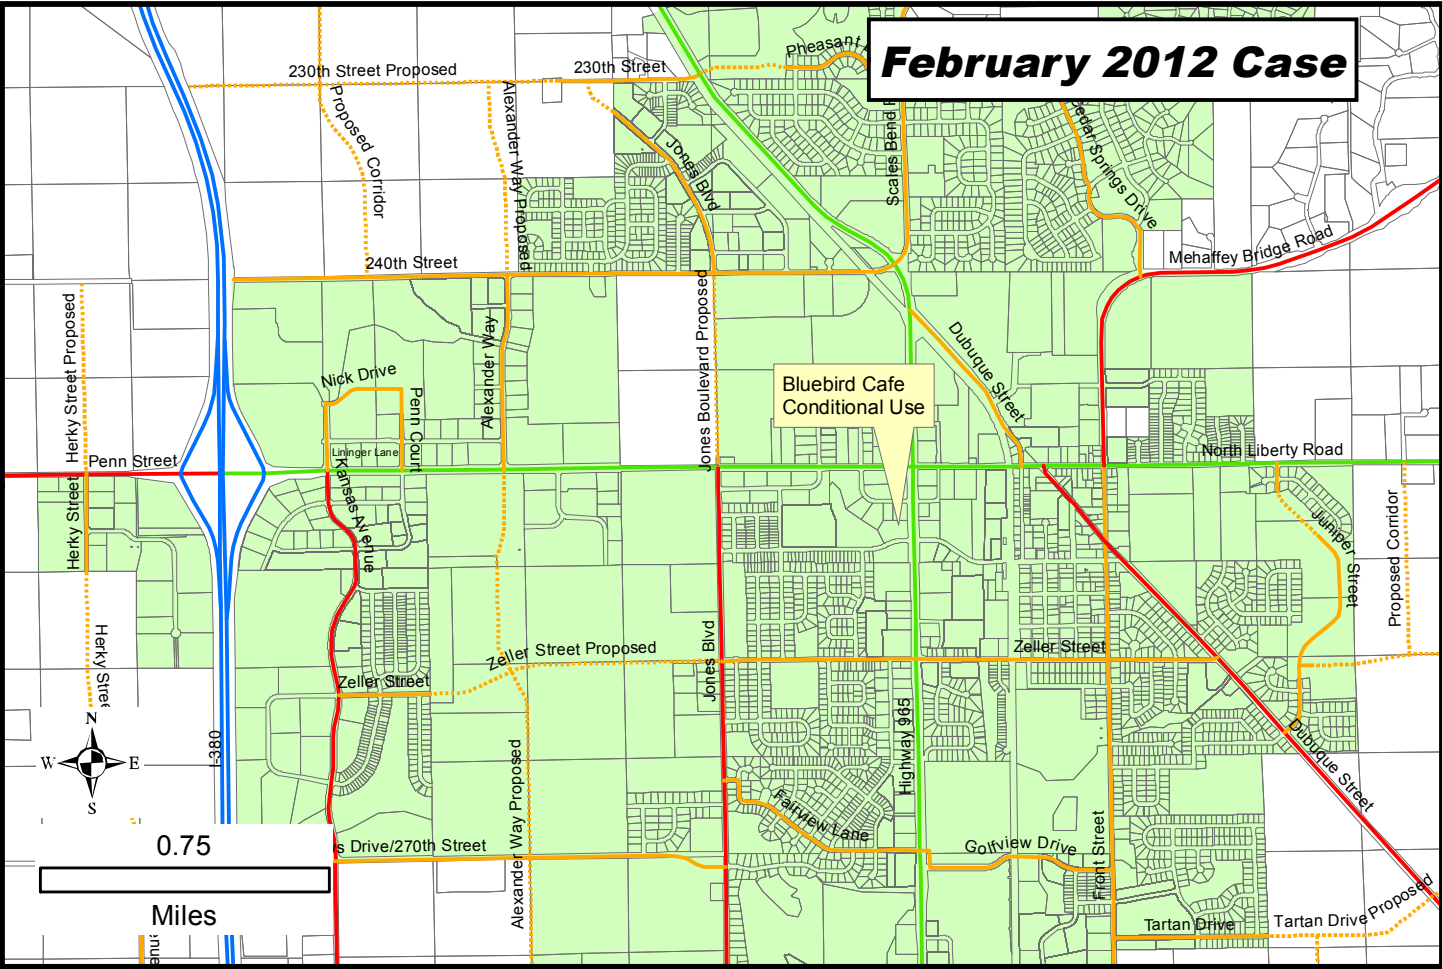 February 2012 Case
Pheasant
230th Street Proposed
230th Street
Proposed Corridor
Alexander Way Proposed
Jones Blvd
Scales Bend
Cedar Springs Drive
Mehaffey Bridge Road
240th Street
Herky Street Proposed
Jones Boulevard Proposed
Alexander Way
Nick Drive
Penn Court
Dubuque Street
Bluebird Cafe
Conditional Use
Lininger Lane
Penn Street
North Liberty Road
Kansas Avenue
Herky Street
Juniper Street
Proposed Corridor
Herky Stree
Zeller Street Proposed
Zeller Street
Zeller Street
Jones Blvd
Highway 965
I-380
N
W
E
S
Dubuque Street
Alexander Way Proposed
Fairview Lane
Golfview Drive
Front Street
0.75
Miles
s Drive/270th Street
Tartan Drive
Tartan Drive Proposed
enue